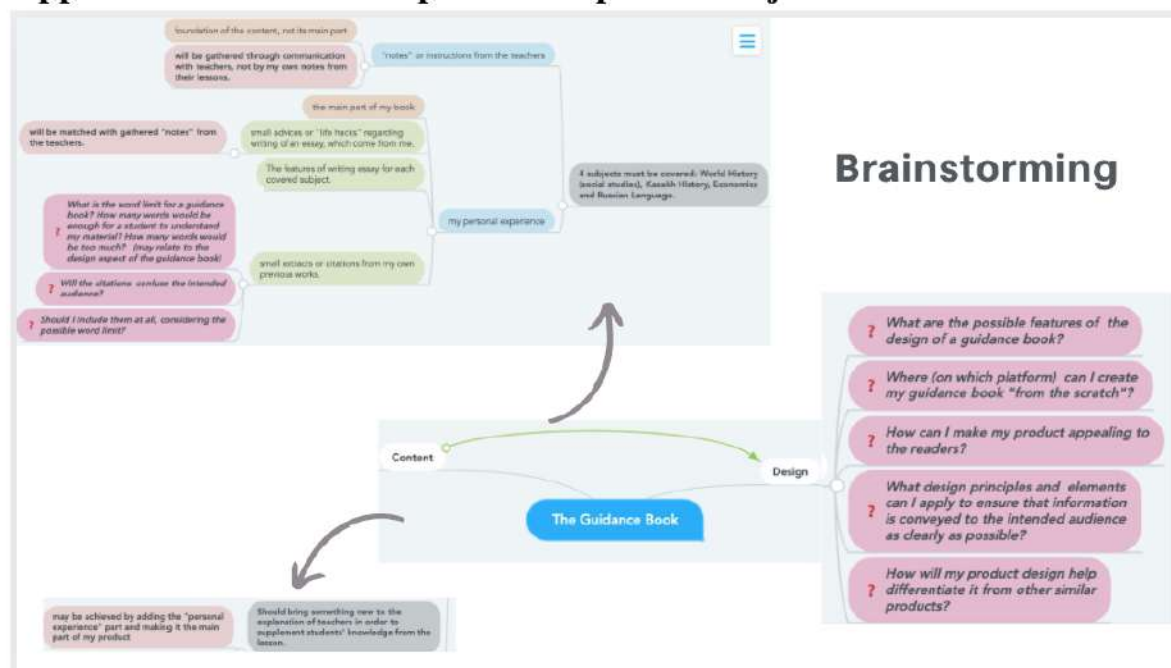 foundation of the content, not its main part
will be gathered through communication
with teachers, not by my own notes from
their lessons.
"notes" or instructions from the teachers
the main part of my book
small advices or "life hacks" regarding
writing of an essay, which come from me.
will be matched with gathered "notes" from
the teachers.
The features of writing essay for each
covered subject.
4 subjects must be covered: World History
(social studies), Kazakh History, Economics
and Russian Language.
Brainstorming
my personal experience
What is the word limit for a guidance
book? How many words would be
? enough for a student to understand
my material? How many words would
be too much? (may relate to the
design aspect of the guidance book)
small extracts or citations from my own
previous works.
? Will the citations confuse the intended
audience?
? Should I include them at all, considering the
possible word limit?
? What are the possible features of the
design of a guidance book?
? Where (on which platform) can I create
my guidance book "from the scratch"?
? How can I make my product appealing to
the readers?
What design principles and elements
? can I apply to ensure that information
is conveyed to the intended audience
as clearly as possible?
How will my product design help
? differentiate it from other similar
products?
Content
Design
The Guidance Book
may be achieved by adding the "personal
experience" part and making it the main
part of my product
Should bring something new to the
explanation of teachers in order to
supplement students' knowledge from the
lesson.